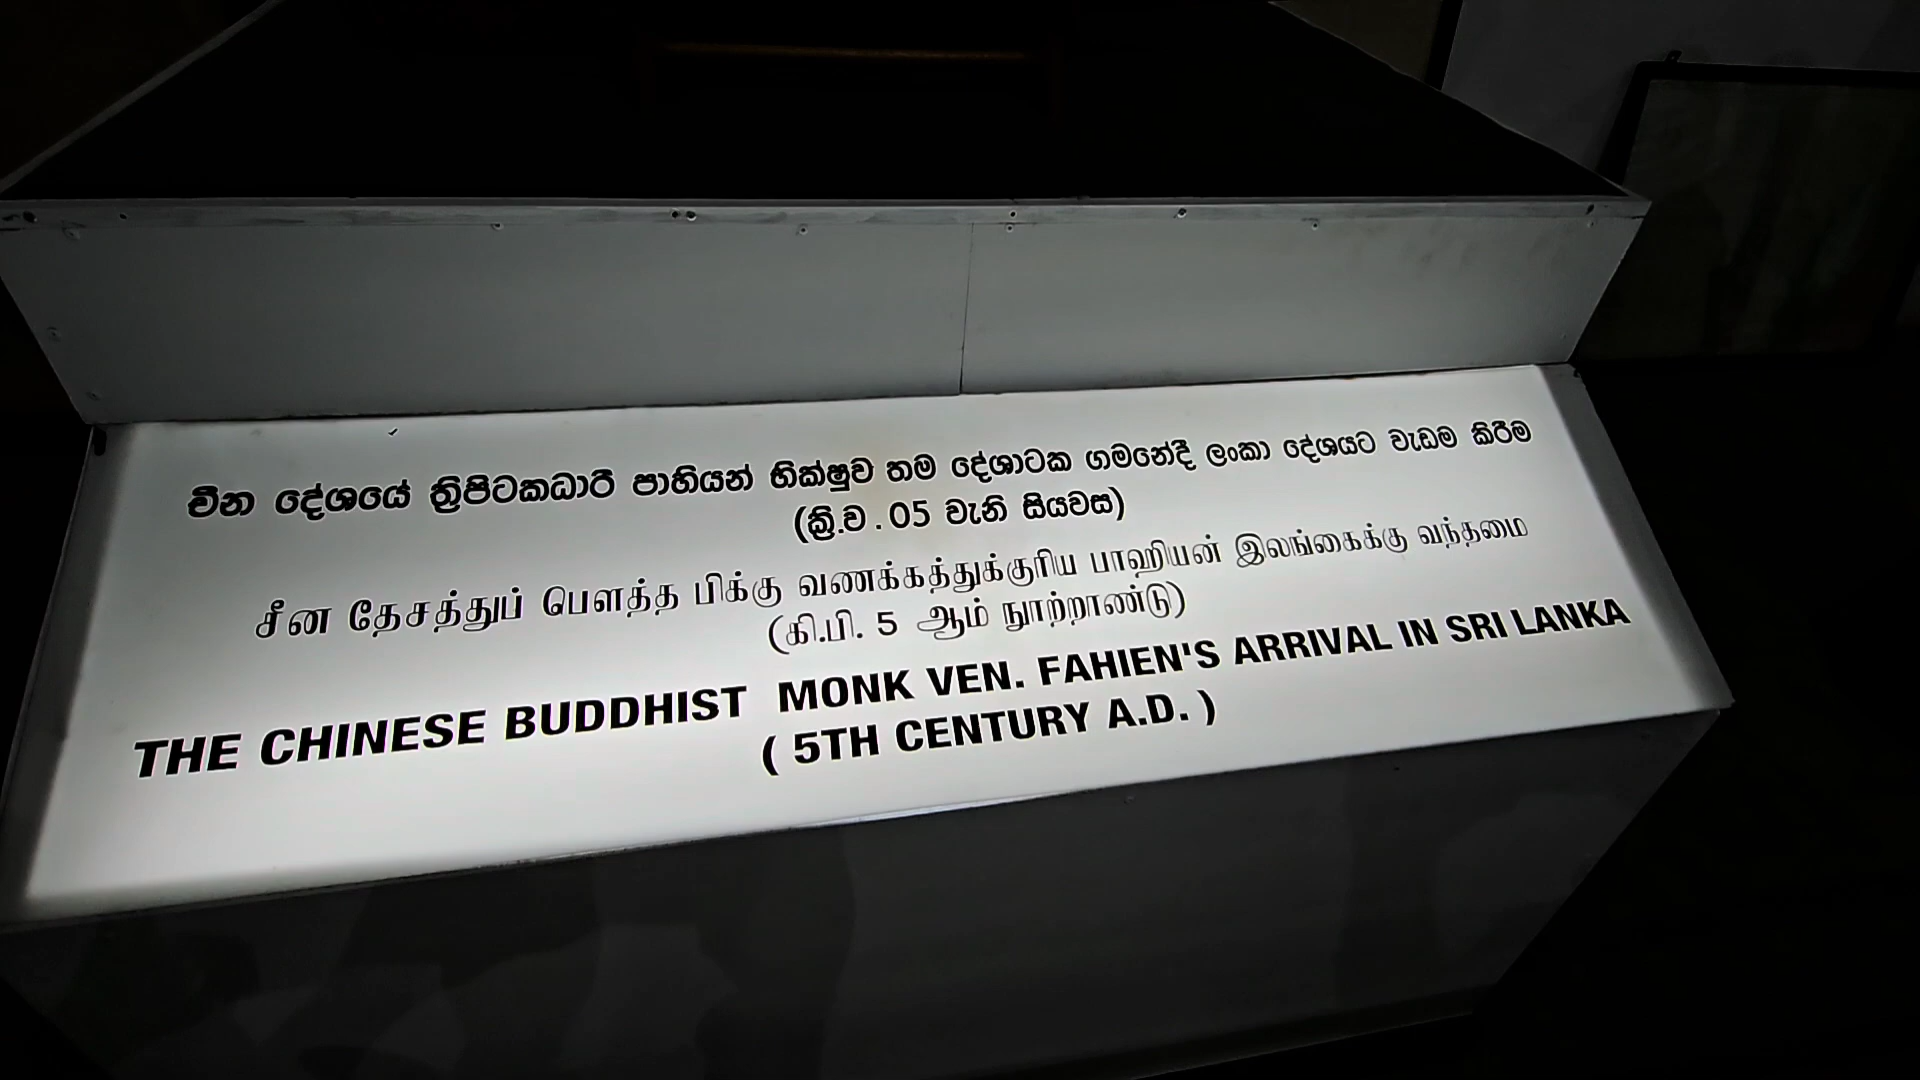 චීන දේශයේ ත්‍රිපිටකධාරී පාහියන් භික්ෂුව තම දේශාටක ගමනේදී ලංකා දේශයට වැඩම කිරීම
(ක්‍රි.ව . 05 වැනි සියවස)
சீன தேசத்துப் பௌத்த பிக்கு வணக்கத்துக்குரிய பாஹியன் இலங்கைக்கு வந்தமை
(கி.பி. 5 ஆம் நூற்றாண்டு)
THE CHINESE BUDDHIST MONK VEN. FAHIEN'S ARRIVAL IN SRI LANKA
( 5TH CENTURY A.D. )